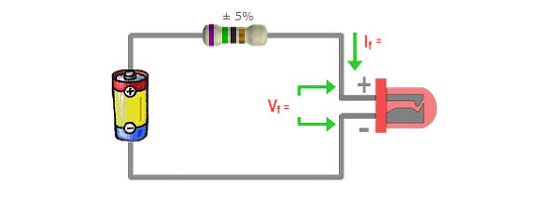 ± 5%
If =
+
Vf =
-